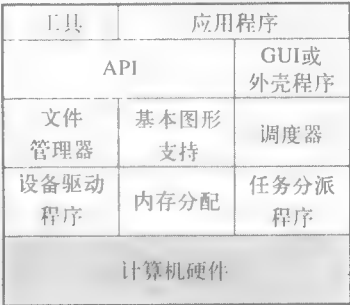 工具 应用程序
API GUI或
外壳程序
文件 基本图形 调度器
管理器 支持
设备驱动 内存分配 任务分派
程序 程序
计算机硬件